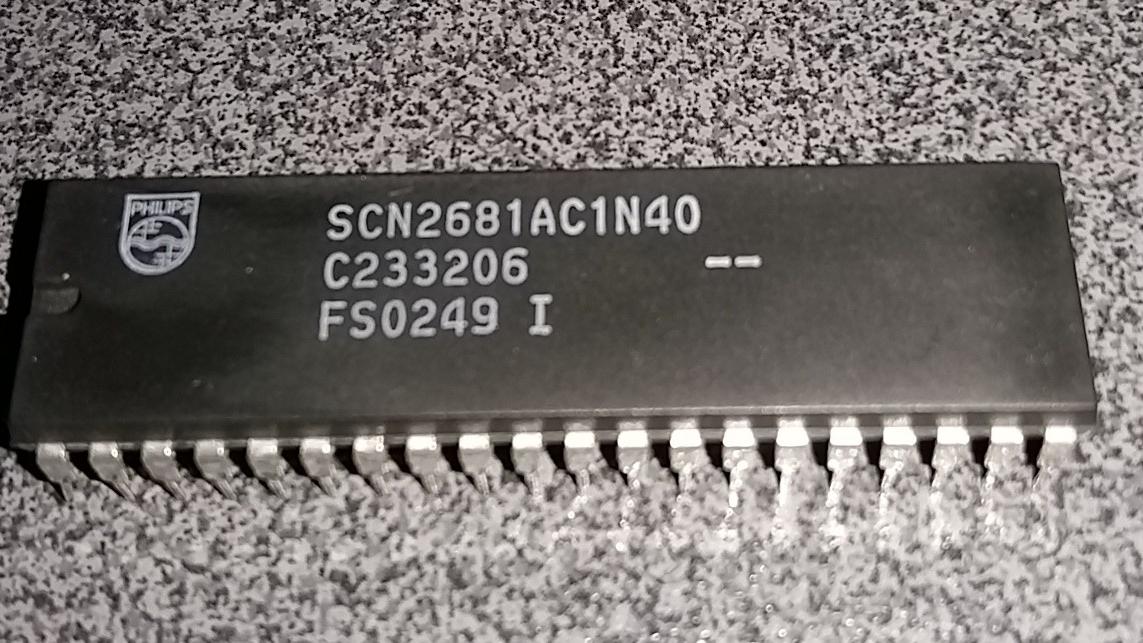 PHILIPS
SCN2681AC1N40
C233206 --
FS0249 I